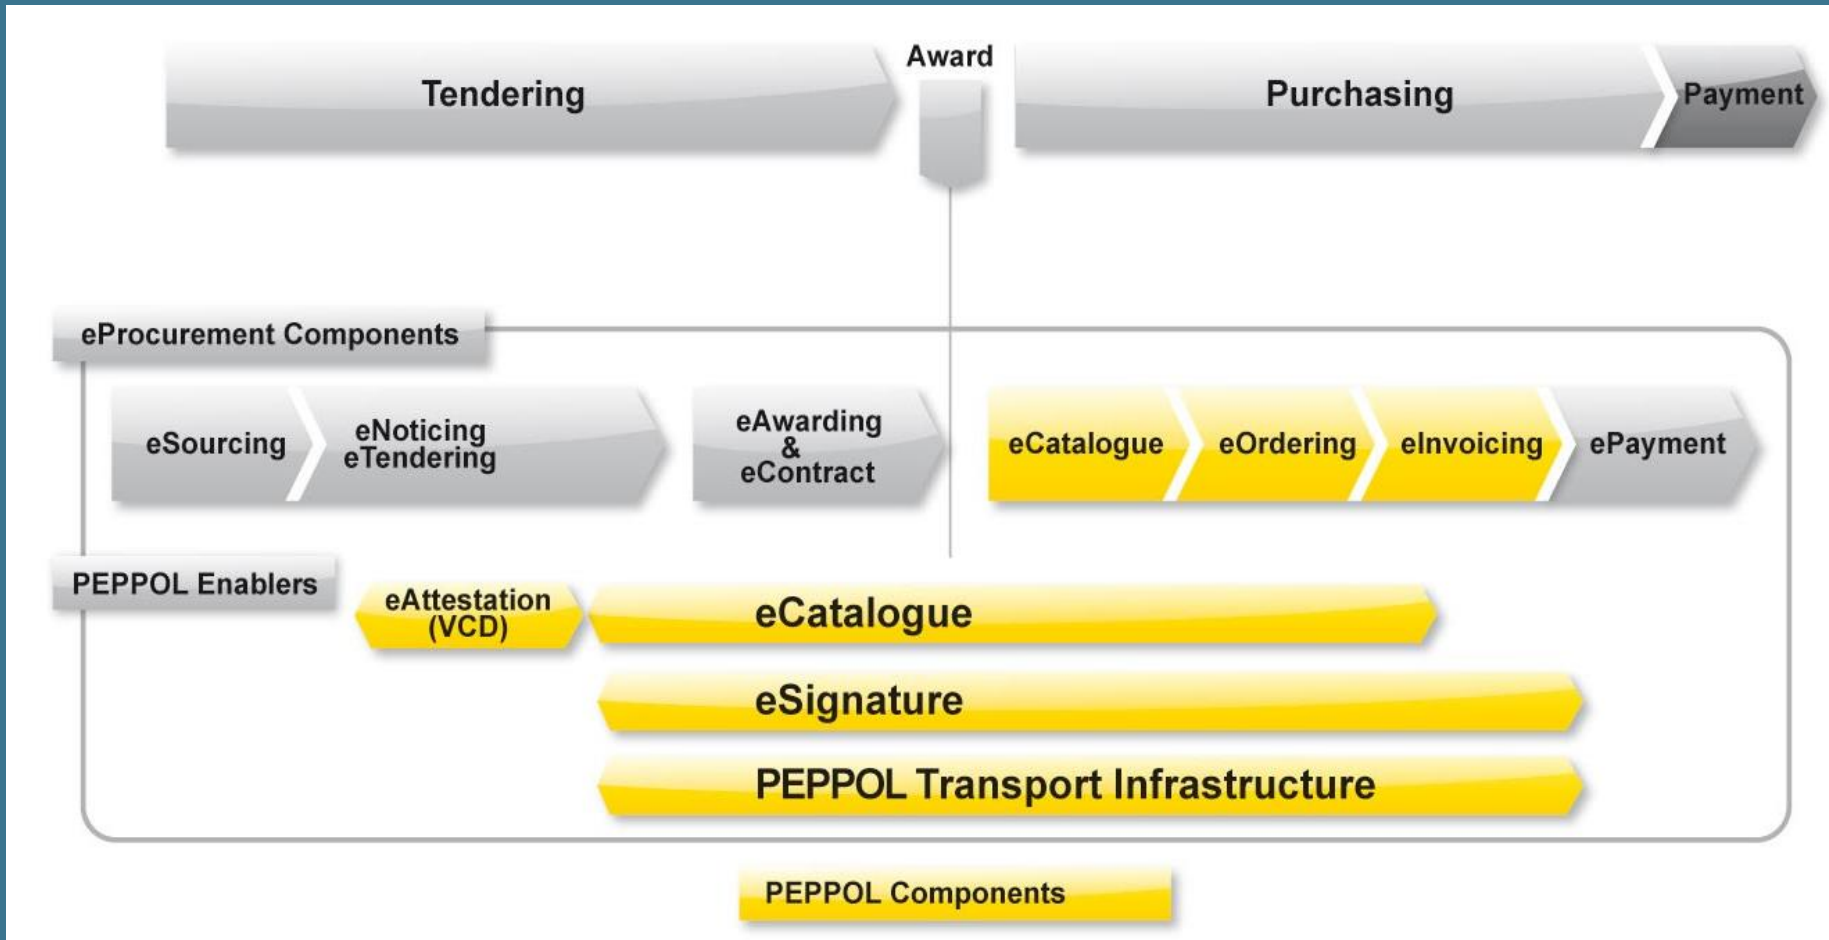 Tendering
Award
Purchasing
Payment
eProcurement Components
eSourcing
eNoticing
eTendering
eAwarding
&
eContract
eCatalogue
eOrdering
eInvoicing
ePayment
PEPPOL Enablers
eAttestation
(VCD)
eCatalogue
eSignature
PEPPOL Transport Infrastructure
PEPPOL Components